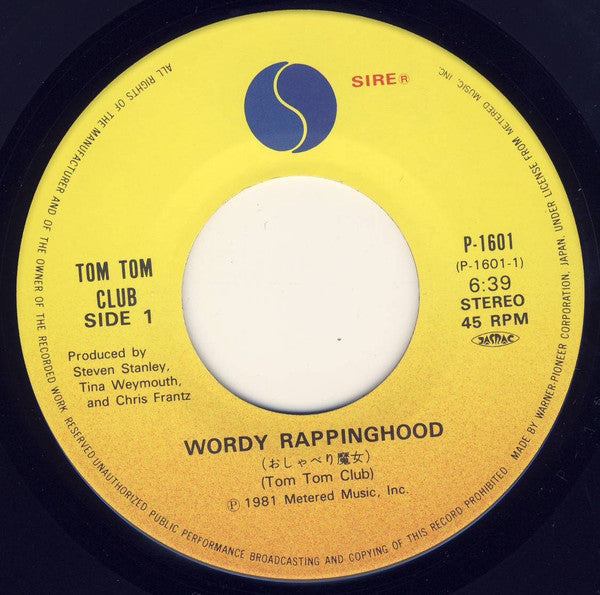 SIRE®
TOM TOM
CLUB
SIDE 1
Produced by
Steven Stanley,
Tina Weymouth,
and Chris Frantz
P-1601
(P-1601-1)
6:39
STEREO
45 RPM
JASRAC
WORDY RAPPINGHOOD
(おしゃべり魔女)
(Tom Tom Club)
Ⓟ 1981 Metered Music, Inc.
ALL RIGHTS OF THE MANUFACTURER AND OF THE OWNER OF THE RECORDED WORK RESERVED UNAUTHORIZED PUBLIC PERFORMANCE BROADCASTING AND COPYING OF THIS RECORD PROHIBITED. MADE BY WARNER-PIONEER CORPORATION, JAPAN, UNDER LICENSE FROM METERED MUSIC, INC.